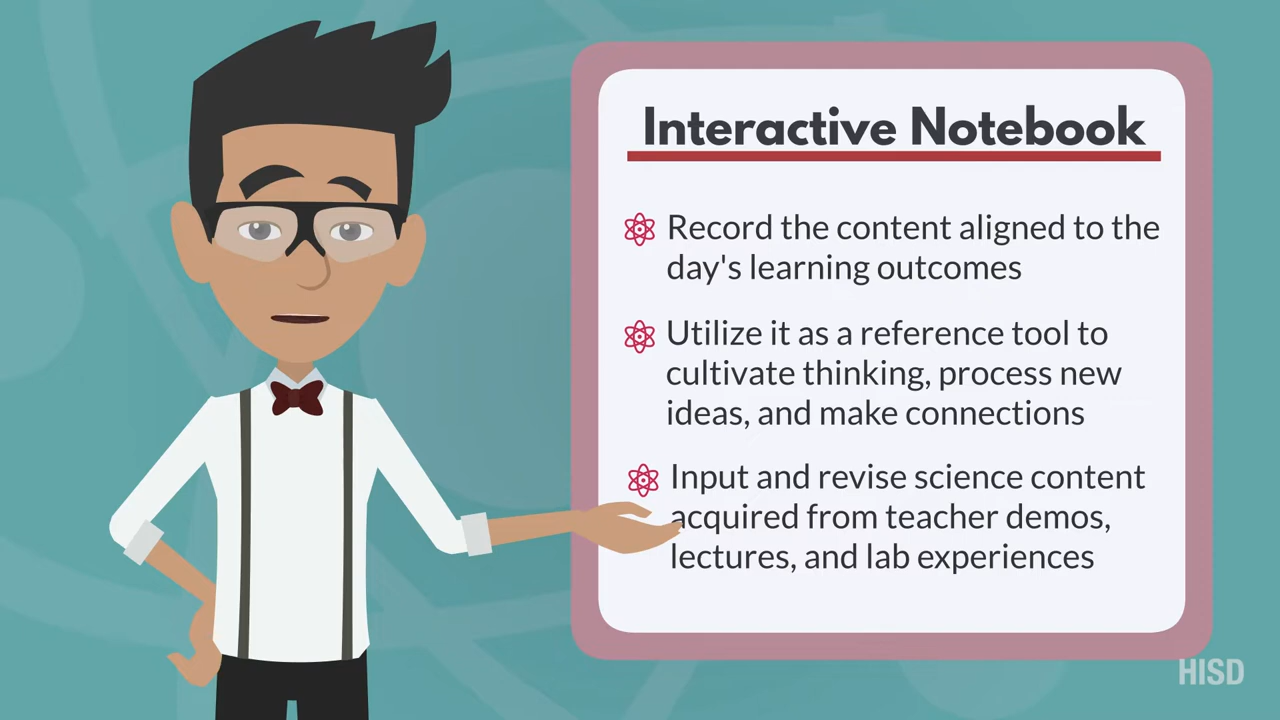 Interactive Notebook
Record the content aligned to the
day's learning outcomes
Utilize it as a reference tool to
cultivate thinking, process new
ideas, and make connections
Input and revise science content
acquired from teacher demos,
lectures, and lab experiences
HISD